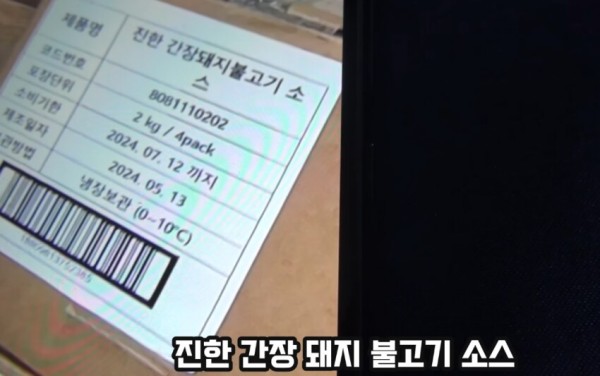 제품명 진한 간장돼지불고기 소
스
코드번호 BOB1110202
포장단위 2 kg / 4pack
소비기한 2024. 07. 12 까지
제조일자 2024. 05. 13
보관방법 냉장보관 (0~10℃)
진한 간장 돼지 불고기 소스